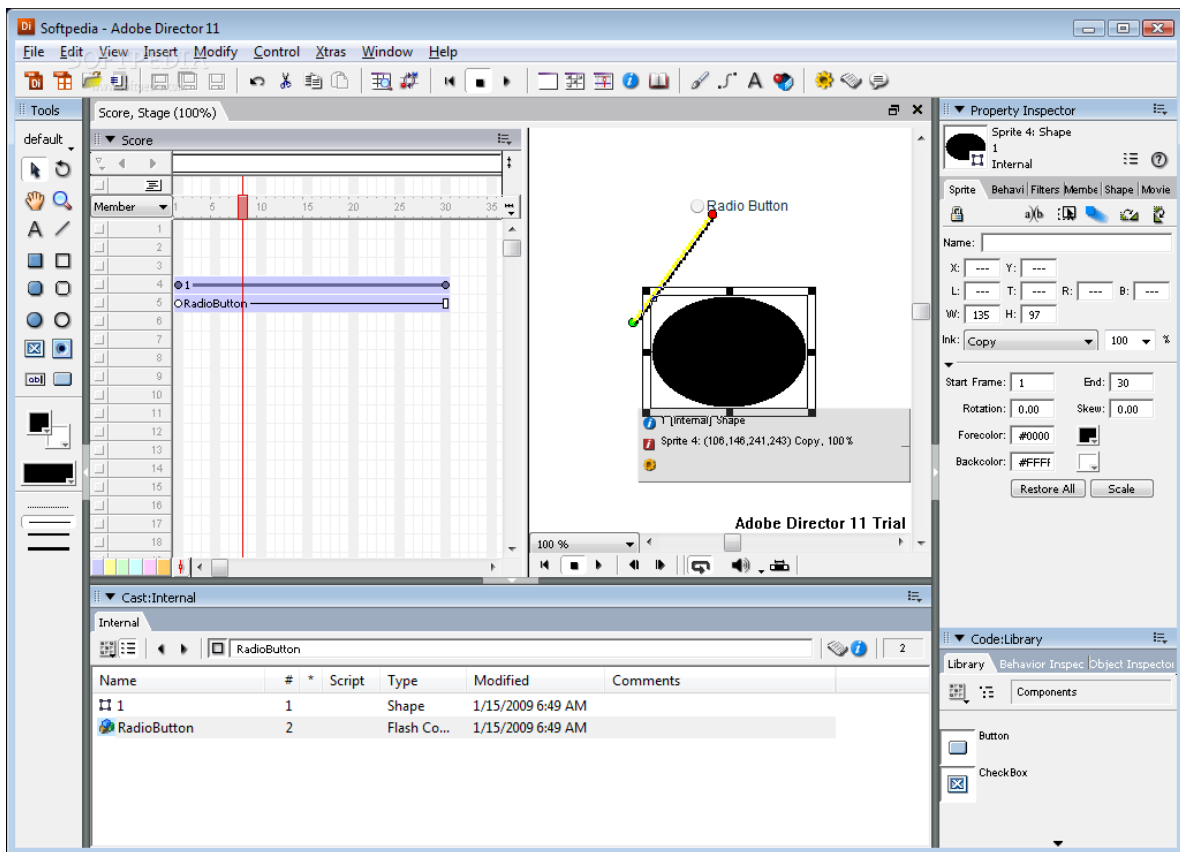 Di Softpedia - Adobe Director 11
File Edit View Insert Modify Control Xtras Window Help
SOFTPEDIA
Tools
default
Score, Stage (100%)
Score
Member
1 5 10 15 20 25 30 35
1
2
3
4 1
5 RadioButton
6
7
8
9
10
11
12
13
14
15
16
17
18
Radio Button
1 [Internal] Shape
Sprite 4: (106,146,241,243) Copy, 100%
Adobe Director 11 Trial
100 %
Property Inspector
Sprite 4: Shape
1
Internal
Sprite Behavi Filters Membe Shape Movie
Name:
X: --- Y: ---
L: --- T: --- R: --- B: ---
W: 135 H: 97
Ink: Copy 100 %
Start Frame: 1 End: 30
Rotation: 0.00 Skew: 0.00
Forecolor: #0000
Backcolor: #FFFF
Restore All Scale
Cast:Internal
Internal
RadioButton 2
Name # * Script Type Modified Comments
1 1 Shape 1/15/2009 6:49 AM
RadioButton 2 Flash Co... 1/15/2009 6:49 AM
Code:Library
Library Behavior Inspec Object Inspector
Components
Button
CheckBox